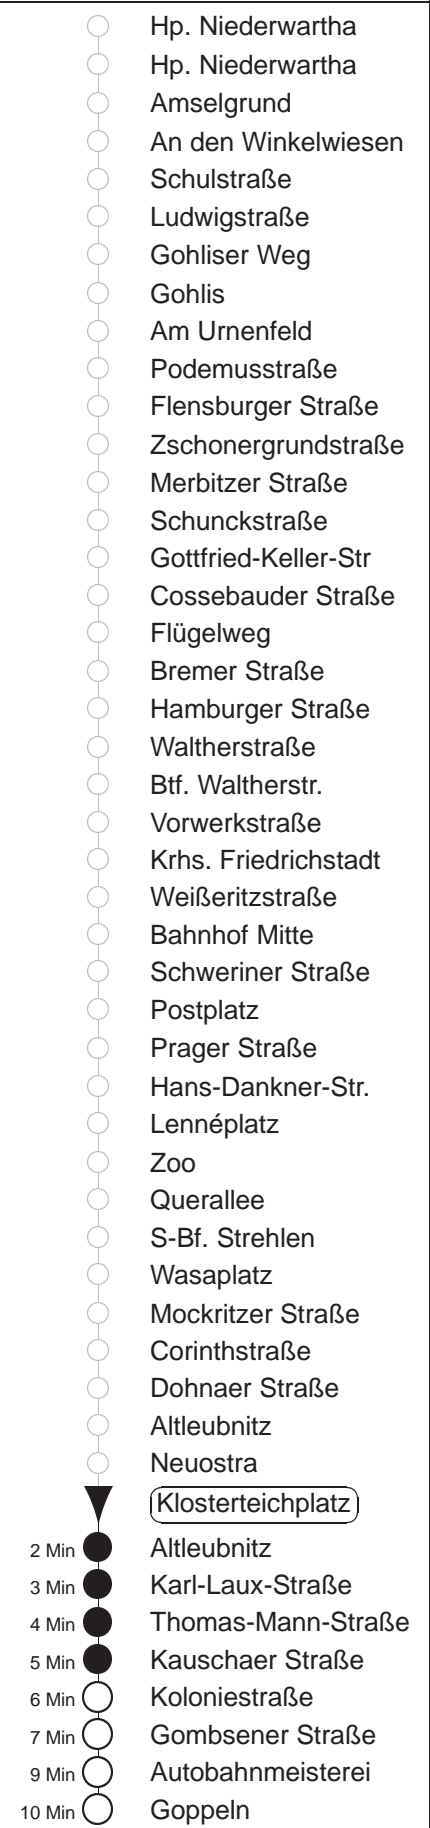 Hp. Niederwartha
Hp. Niederwartha
Amselgrund
An den Winkelwiesen
Schulstraße
Ludwigstraße
Gohliser Weg
Gohlis
Am Urnenfeld
Podemusstraße
Flensburger Straße
Zschonergrundstraße
Merbitzer Straße
Schunckstraße
Gottfried-Keller-Str
Cossebauder Straße
Flügelweg
Bremer Straße
Hamburger Straße
Waltherstraße
Btf. Waltherstr.
Vorwerkstraße
Krhs. Friedrichstadt
Weißeritzstraße
Bahnhof Mitte
Schweriner Straße
Postplatz
Prager Straße
Hans-Dankner-Str.
Lennéplatz
Zoo
Querallee
S-Bf. Strehlen
Wasaplatz
Mockritzer Straße
Corinthstraße
Dohnaer Straße
Altleubnitz
Neuostra
Klosterteichplatz
2 Min Altleubnitz
3 Min Karl-Laux-Straße
4 Min Thomas-Mann-Straße
5 Min Kauschaer Straße
6 Min Koloniestraße
7 Min Gombsener Straße
9 Min Autobahnmeisterei
10 Min Goppeln